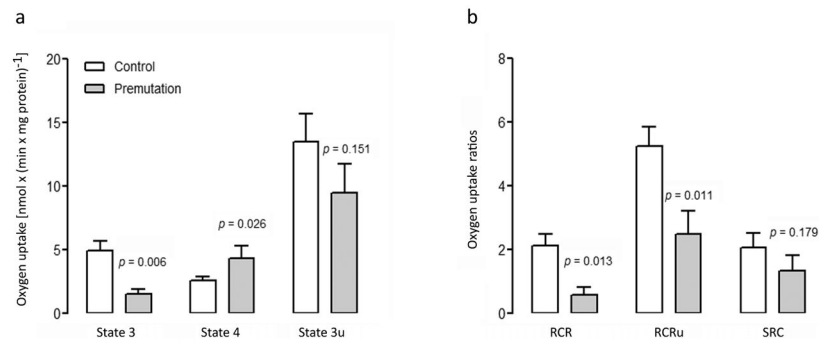 a
Oxygen uptake [nmol x (min x mg protein)-1]
20
15
10
5
0
Control
Premutation
p = 0.006
p = 0.026
p = 0.151
State 3
State 4
State 3u
b
Oxygen uptake ratios
8
6
4
2
0
p = 0.013
p = 0.011
p = 0.179
RCR
RCRu
SRC